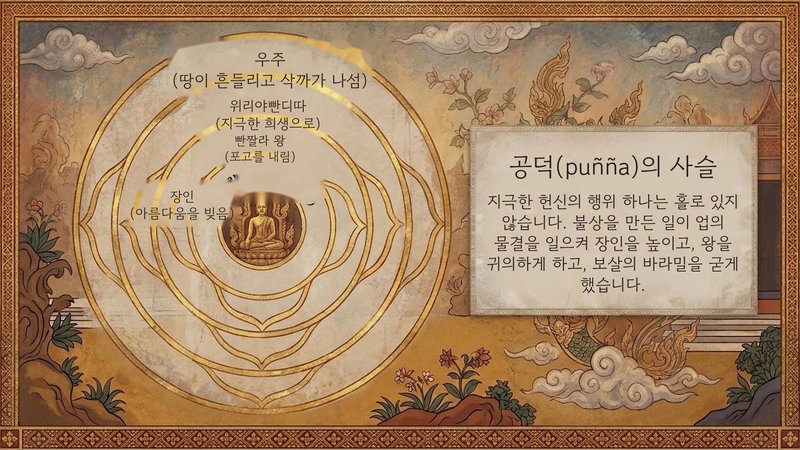 우주
(땅이 흔들리고 삭까가 나섬)
위리야빤디따
(지극한 희생으로)
빤짤라 왕
(포고를 내림)
장인
(아름다움을 빚음)
공덕(puñña)의 사슬
지극한 헌신의 행위 하나는 홀로 있지
않습니다. 불상을 만든 일이 업의
물결을 일으켜 장인을 높이고, 왕을
귀의하게 하고, 보살의 바라밀을 굳게
했습니다.